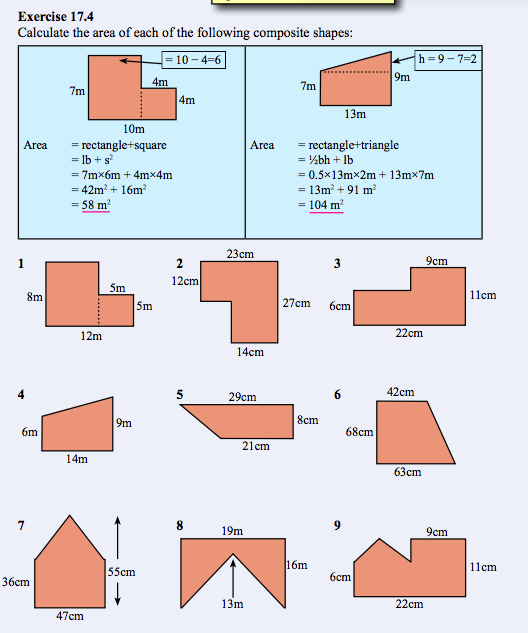 Exercise 17.4
Calculate the area of each of the following composite shapes:
= 10 – 4=6
7m
4m
4m
10m
Area = rectangle+square
= lb + s²
= 7m×6m + 4m×4m
= 42m² + 16m²
= 58 m²
h = 9 – 7=2
7m
9m
13m
Area = rectangle+triangle
= ½bh + lb
= 0.5×13m×2m + 13m×7m
= 13m² + 91 m²
= 104 m²
1
8m
5m
5m
12m
2
23cm
12cm
27cm
14cm
3
9cm
6cm
11cm
22cm
4
6m
9m
14m
5
29cm
8cm
21cm
6
42cm
68cm
63cm
7
36cm
55cm
47cm
8
19m
16m
13m
9
9cm
6cm
11cm
22cm